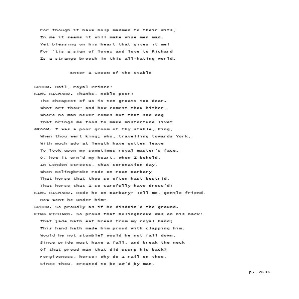 For though it have holp madmen to their wits,
In me it seems it will make wise men mad.
Yet blessing on his heart that gives it me!
For 'tis a sign of love; and love to Richard
Is a strange brooch in this all-hating world.
Enter a Groom of the Stable
GROOM. Hail, royal Prince!
KING RICHARD. Thanks, noble peer!
The cheapest of us is ten groats too dear.
What art thou? and how comest thou hither,
Where no man never comes but that sad dog
That brings me food to make misfortune live?
GROOM. I was a poor groom of thy stable, King,
When thou wert king; who, travelling towards York,
With much ado at length have gotten leave
To look upon my sometimes royal master's face.
O, how it ern'd my heart, when I beheld,
In London streets, that coronation-day,
When Bolingbroke rode on roan Barbary-
That horse that thou so often hast bestrid,
That horse that I so carefully have dress'd!
KING RICHARD. Rode he on Barbary? Tell me, gentle friend,
How went he under him?
GROOM. So proudly as if he disdain'd the ground.
KING RICHARD. So proud that Bolingbroke was on his back!
That jade hath eat bread from my royal hand;
This hand hath made him proud with clapping him.
Would he not stumble? would he not fall down,
Since pride must have a fall, and break the neck
Of that proud man that did usurp his back?
Forgiveness, horse! Why do I rail on thee,
Since thou, created to be aw'd by man,